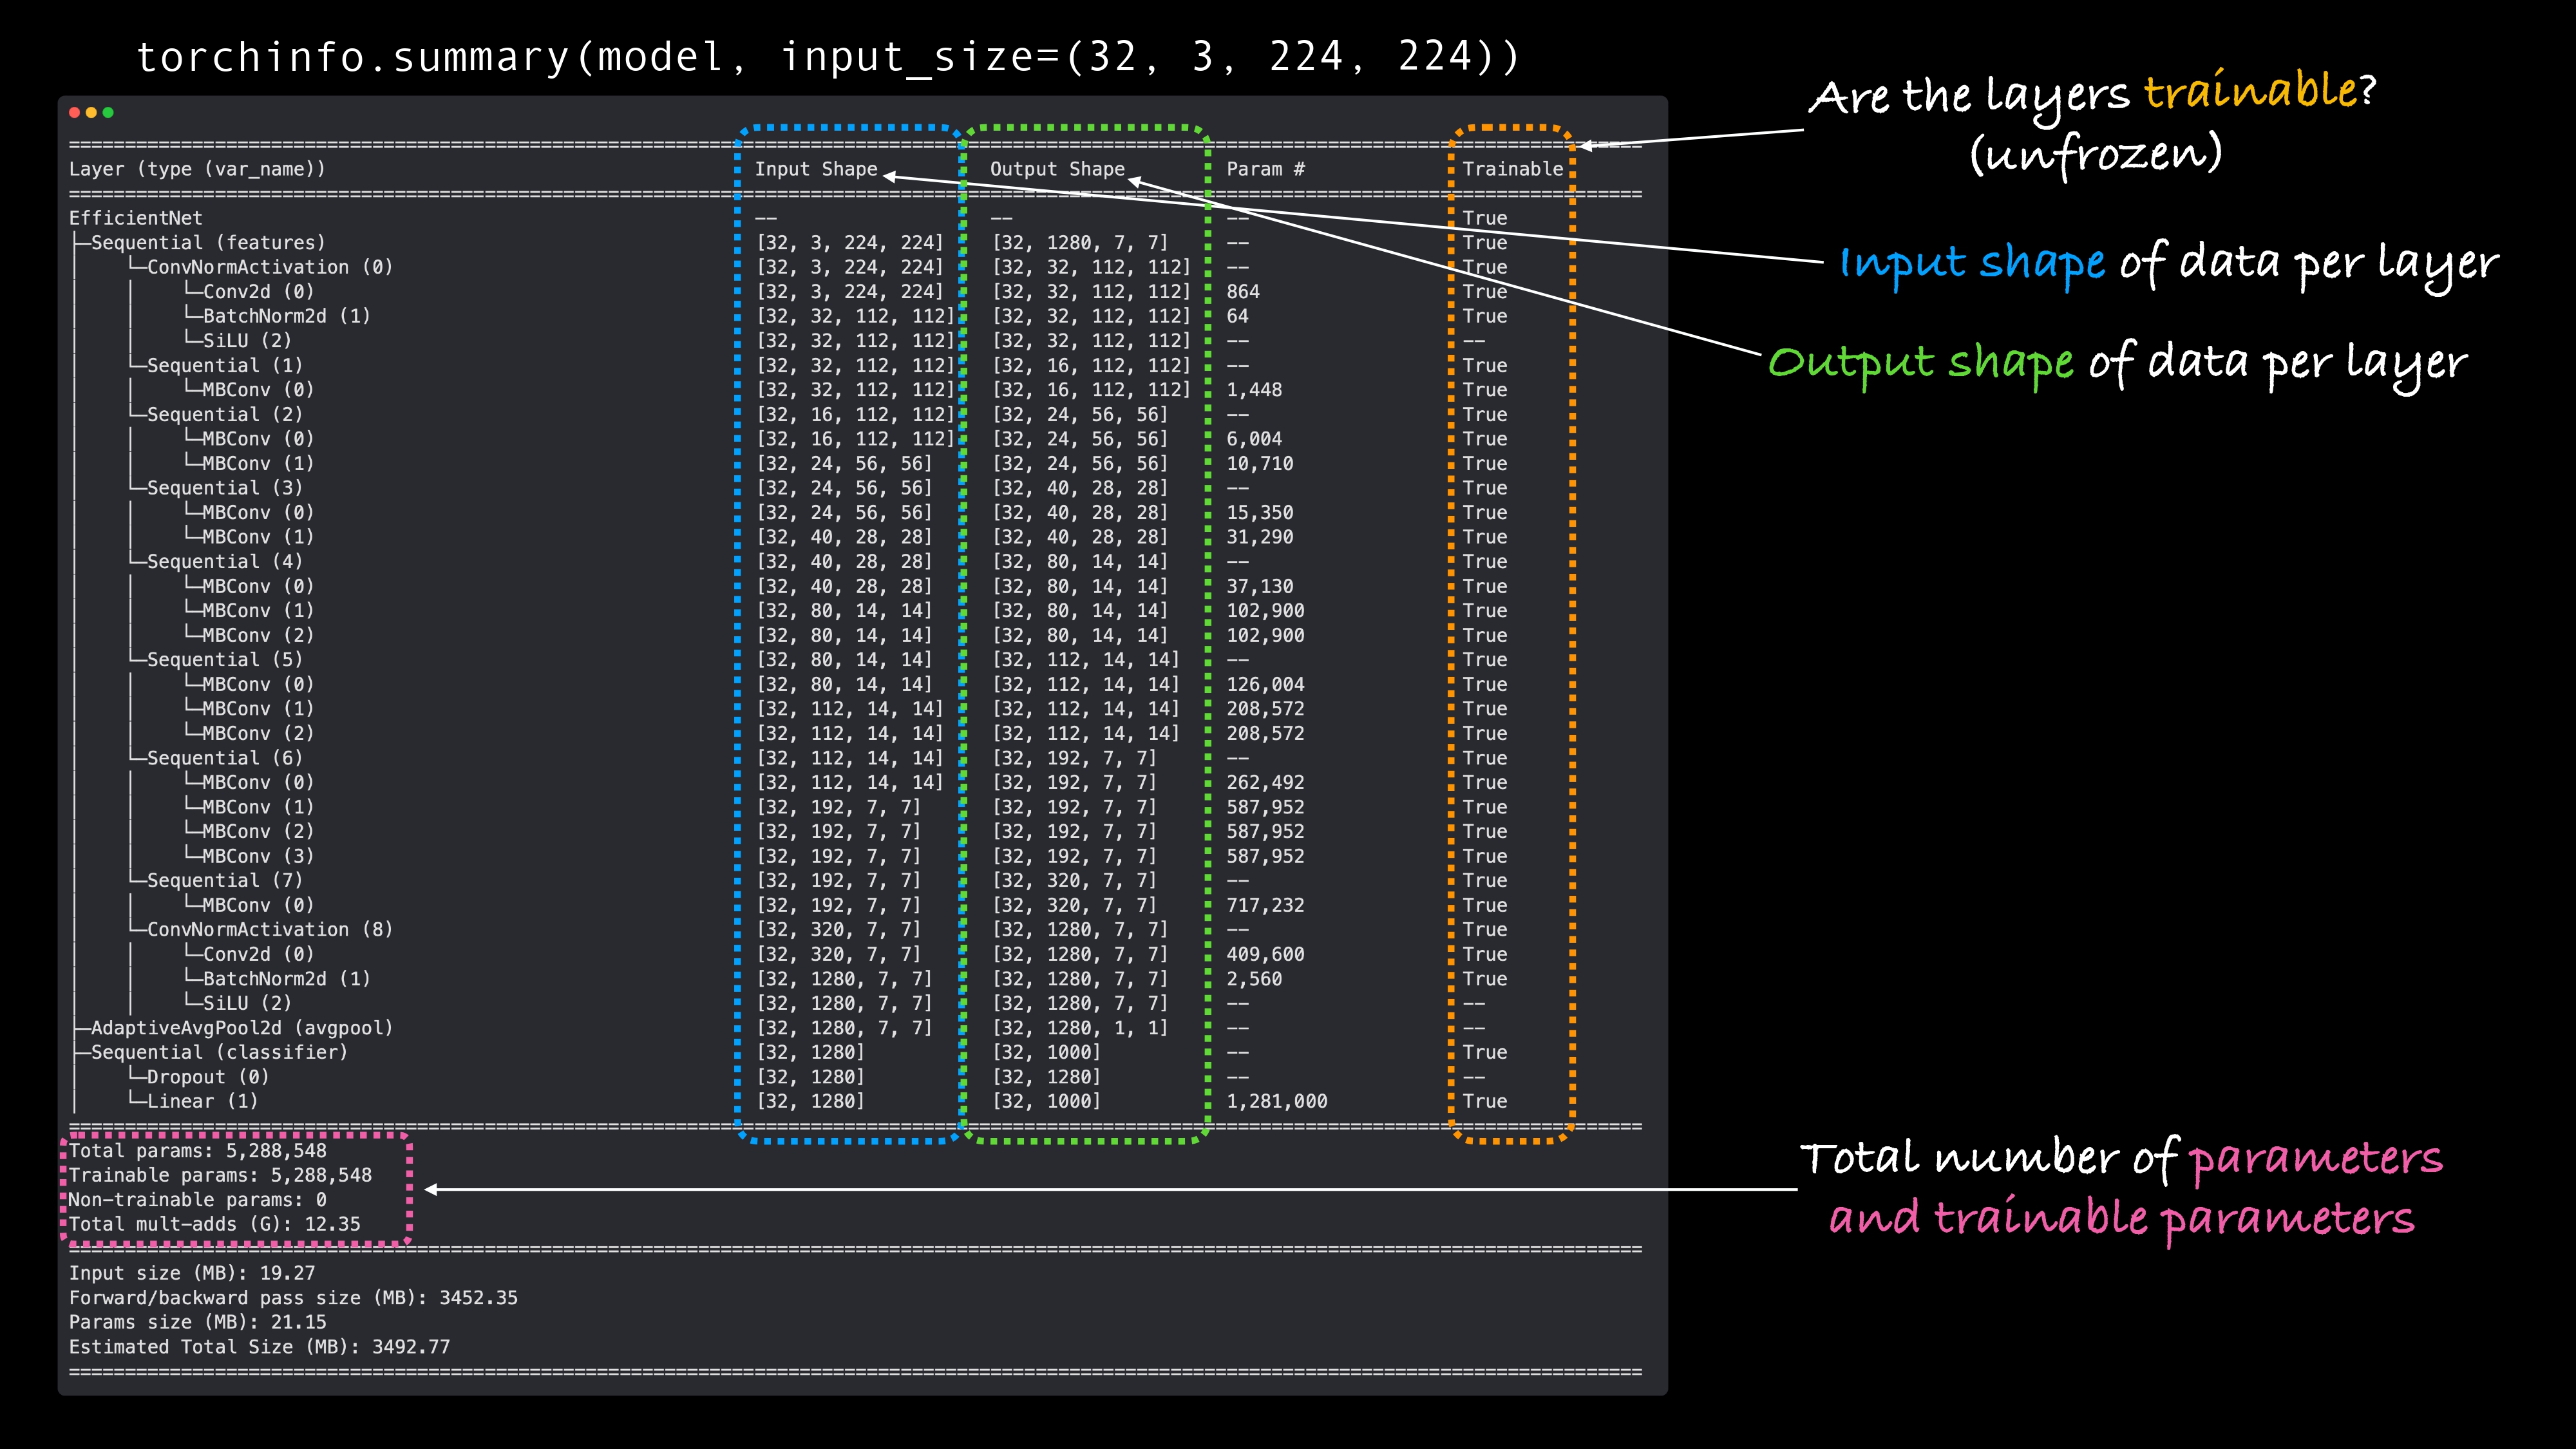 torchinfo.summary(model, input_size=(32, 3, 224, 224))
Are the layers trainable?
(unfrozen)
Input shape of data per layer
Output shape of data per layer
============================================================
Layer (type (var_name)) Input Shape Output Shape Param # Trainable
============================================================
EfficientNet -- -- -- True
├─Sequential (features) [32, 3, 224, 224] [32, 1280, 7, 7] -- True
│ └─ConvNormActivation (0) [32, 3, 224, 224] [32, 32, 112, 112] -- True
│ │ └─Conv2d (0) [32, 3, 224, 224] [32, 32, 112, 112] 864 True
│ │ └─BatchNorm2d (1) [32, 32, 112, 112] [32, 32, 112, 112] 64 True
│ │ └─SiLU (2) [32, 32, 112, 112] [32, 32, 112, 112] -- --
│ └─Sequential (1) [32, 32, 112, 112] [32, 16, 112, 112] -- True
│ │ └─MBConv (0) [32, 32, 112, 112] [32, 16, 112, 112] 1,448 True
│ └─Sequential (2) [32, 16, 112, 112] [32, 24, 56, 56] -- True
│ │ └─MBConv (0) [32, 16, 112, 112] [32, 24, 56, 56] 6,004 True
│ │ └─MBConv (1) [32, 24, 56, 56] [32, 24, 56, 56] 10,710 True
│ └─Sequential (3) [32, 24, 56, 56] [32, 40, 28, 28] -- True
│ │ └─MBConv (0) [32, 24, 56, 56] [32, 40, 28, 28] 15,350 True
│ │ └─MBConv (1) [32, 40, 28, 28] [32, 40, 28, 28] 31,290 True
│ └─Sequential (4) [32, 40, 28, 28] [32, 80, 14, 14] -- True
│ │ └─MBConv (0) [32, 40, 28, 28] [32, 80, 14, 14] 37,130 True
│ │ └─MBConv (1) [32, 80, 14, 14] [32, 80, 14, 14] 102,900 True
│ │ └─MBConv (2) [32, 80, 14, 14] [32, 80, 14, 14] 102,900 True
│ └─Sequential (5) [32, 80, 14, 14] [32, 112, 14, 14] -- True
│ │ └─MBConv (0) [32, 80, 14, 14] [32, 112, 14, 14] 126,004 True
│ │ └─MBConv (1) [32, 112, 14, 14] [32, 112, 14, 14] 208,572 True
│ │ └─MBConv (2) [32, 112, 14, 14] [32, 112, 14, 14] 208,572 True
│ └─Sequential (6) [32, 112, 14, 14] [32, 192, 7, 7] -- True
│ │ └─MBConv (0) [32, 112, 14, 14] [32, 192, 7, 7] 262,492 True
│ │ └─MBConv (1) [32, 192, 7, 7] [32, 192, 7, 7] 587,952 True
│ │ └─MBConv (2) [32, 192, 7, 7] [32, 192, 7, 7] 587,952 True
│ │ └─MBConv (3) [32, 192, 7, 7] [32, 192, 7, 7] 587,952 True
│ └─Sequential (7) [32, 192, 7, 7] [32, 320, 7, 7] -- True
│ │ └─MBConv (0) [32, 192, 7, 7] [32, 320, 7, 7] 717,232 True
│ └─ConvNormActivation (8) [32, 320, 7, 7] [32, 1280, 7, 7] -- True
│ │ └─Conv2d (0) [32, 320, 7, 7] [32, 1280, 7, 7] 409,600 True
│ │ └─BatchNorm2d (1) [32, 1280, 7, 7] [32, 1280, 7, 7] 2,560 True
│ │ └─SiLU (2) [32, 1280, 7, 7] [32, 1280, 7, 7] -- --
├─AdaptiveAvgPool2d (avgpool) [32, 1280, 7, 7] [32, 1280, 1, 1] -- --
├─Sequential (classifier) [32, 1280] [32, 1000] -- True
│ └─Dropout (0) [32, 1280] [32, 1280] -- --
│ └─Linear (1) [32, 1280] [32, 1000] 1,281,000 True
============================================================
Total params: 5,288,548
Trainable params: 5,288,548
Non-trainable params: 0
Total mult-adds (G): 12.35
============================================================
Total number of parameters
and trainable parameters
Input size (MB): 19.27
Forward/backward pass size (MB): 3452.35
Params size (MB): 21.15
Estimated Total Size (MB): 3492.77
============================================================